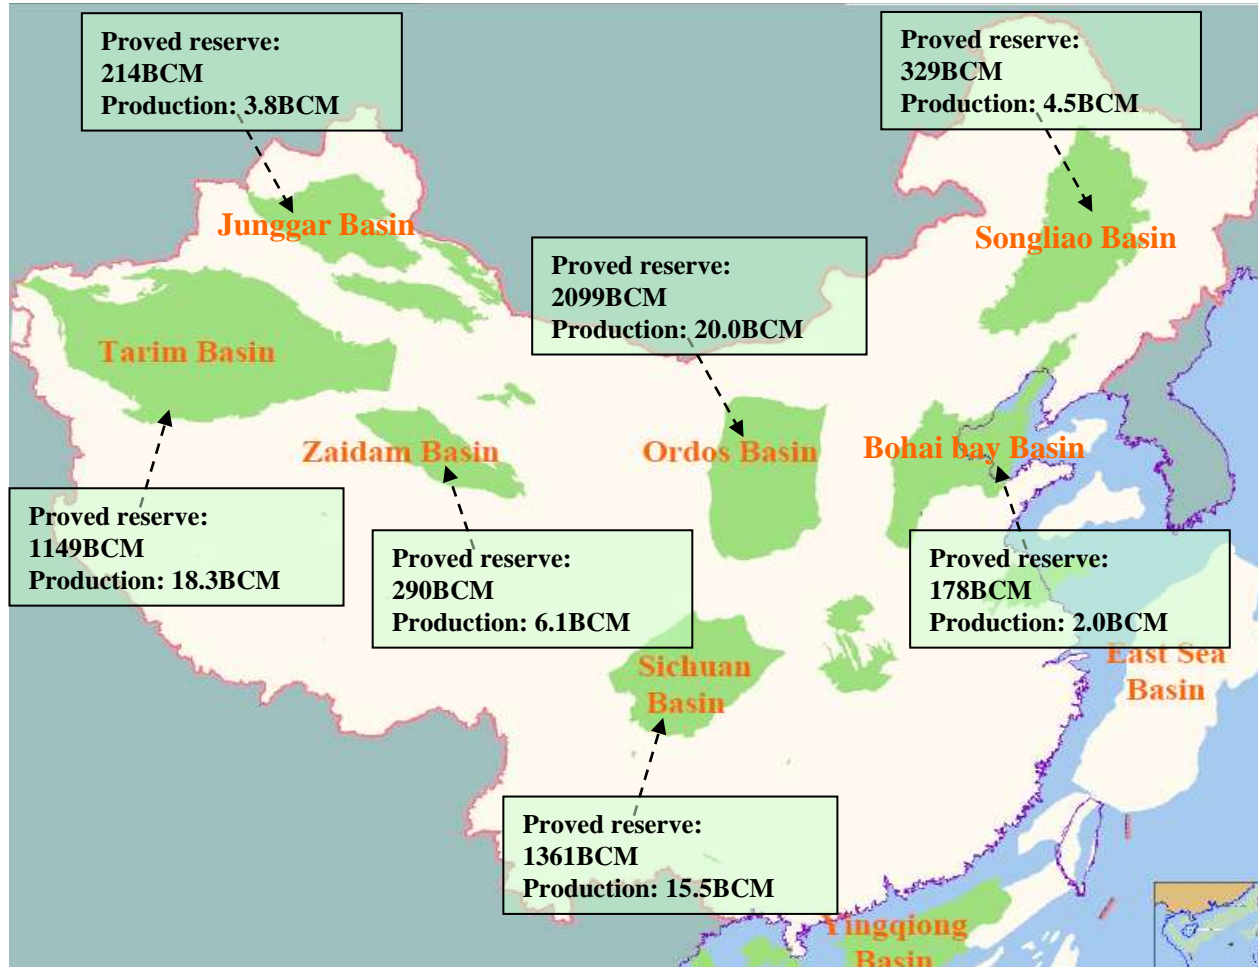 Proved reserve:
214BCM
Production: 3.8BCM
Proved reserve:
329BCM
Production: 4.5BCM
Junggar Basin
Songliao Basin
Proved reserve:
2099BCM
Production: 20.0BCM
Tarim Basin
Zaidam Basin
Ordos Basin
Bohai bay Basin
Proved reserve:
1149BCM
Production: 18.3BCM
Proved reserve:
290BCM
Production: 6.1BCM
Proved reserve:
178BCM
Production: 2.0BCM
Sichuan
Basin
East Sea
Basin
Proved reserve:
1361BCM
Production: 15.5BCM
Yingqiong
Basin